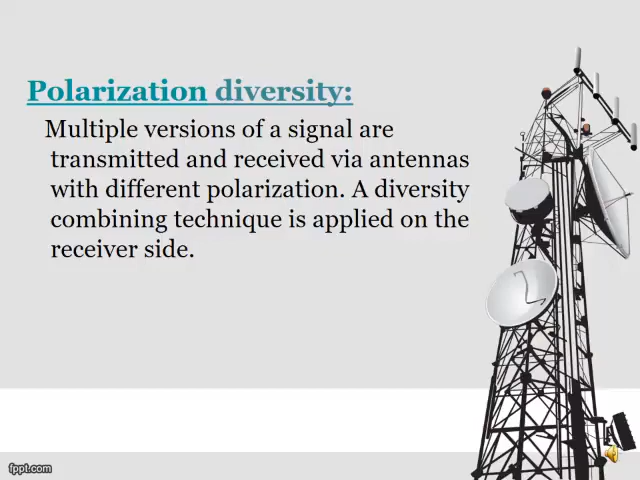 Polarization diversity:
Multiple versions of a signal are
transmitted and received via antennas
with different polarization. A diversity
combining technique is applied on the
receiver side.
fppt.com